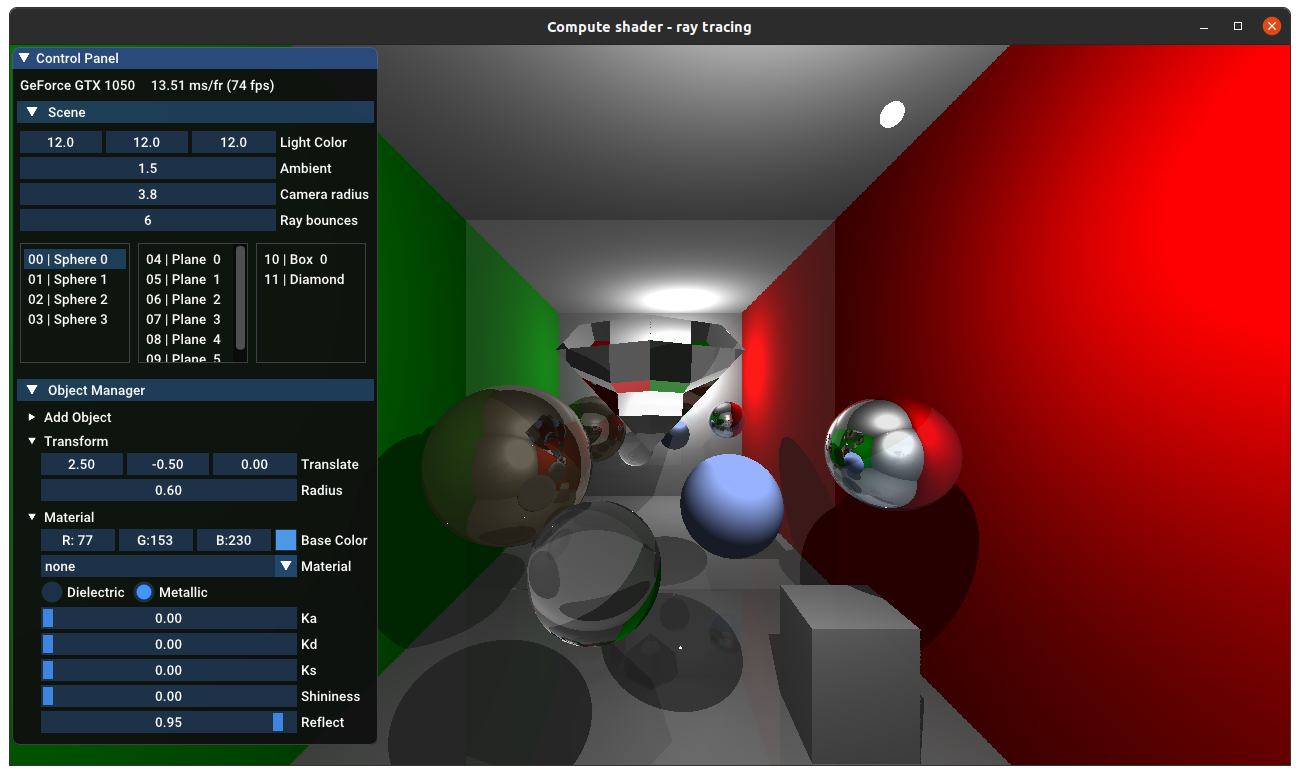 Compute shader - ray tracing
Control Panel
GeForce GTX 1050 13.51 ms/fr (74 fps)
Scene
12.0 12.0 12.0 Light Color
1.5 Ambient
3.8 Camera radius
6 Ray bounces
00 | Sphere 0
01 | Sphere 1
02 | Sphere 2
03 | Sphere 3
04 | Plane 0
05 | Plane 1
06 | Plane 2
07 | Plane 3
08 | Plane 4
09 | Plane 5
10 | Box 0
11 | Diamond
Object Manager
Add Object
Transform
2.50 -0.50 0.00 Translate
0.60 Radius
Material
R: 77 G:153 B:230 Base Color
none Material
Dielectric Metallic
0.00 Ka
0.00 Kd
0.00 Ks
0.00 Shininess
0.95 Reflect